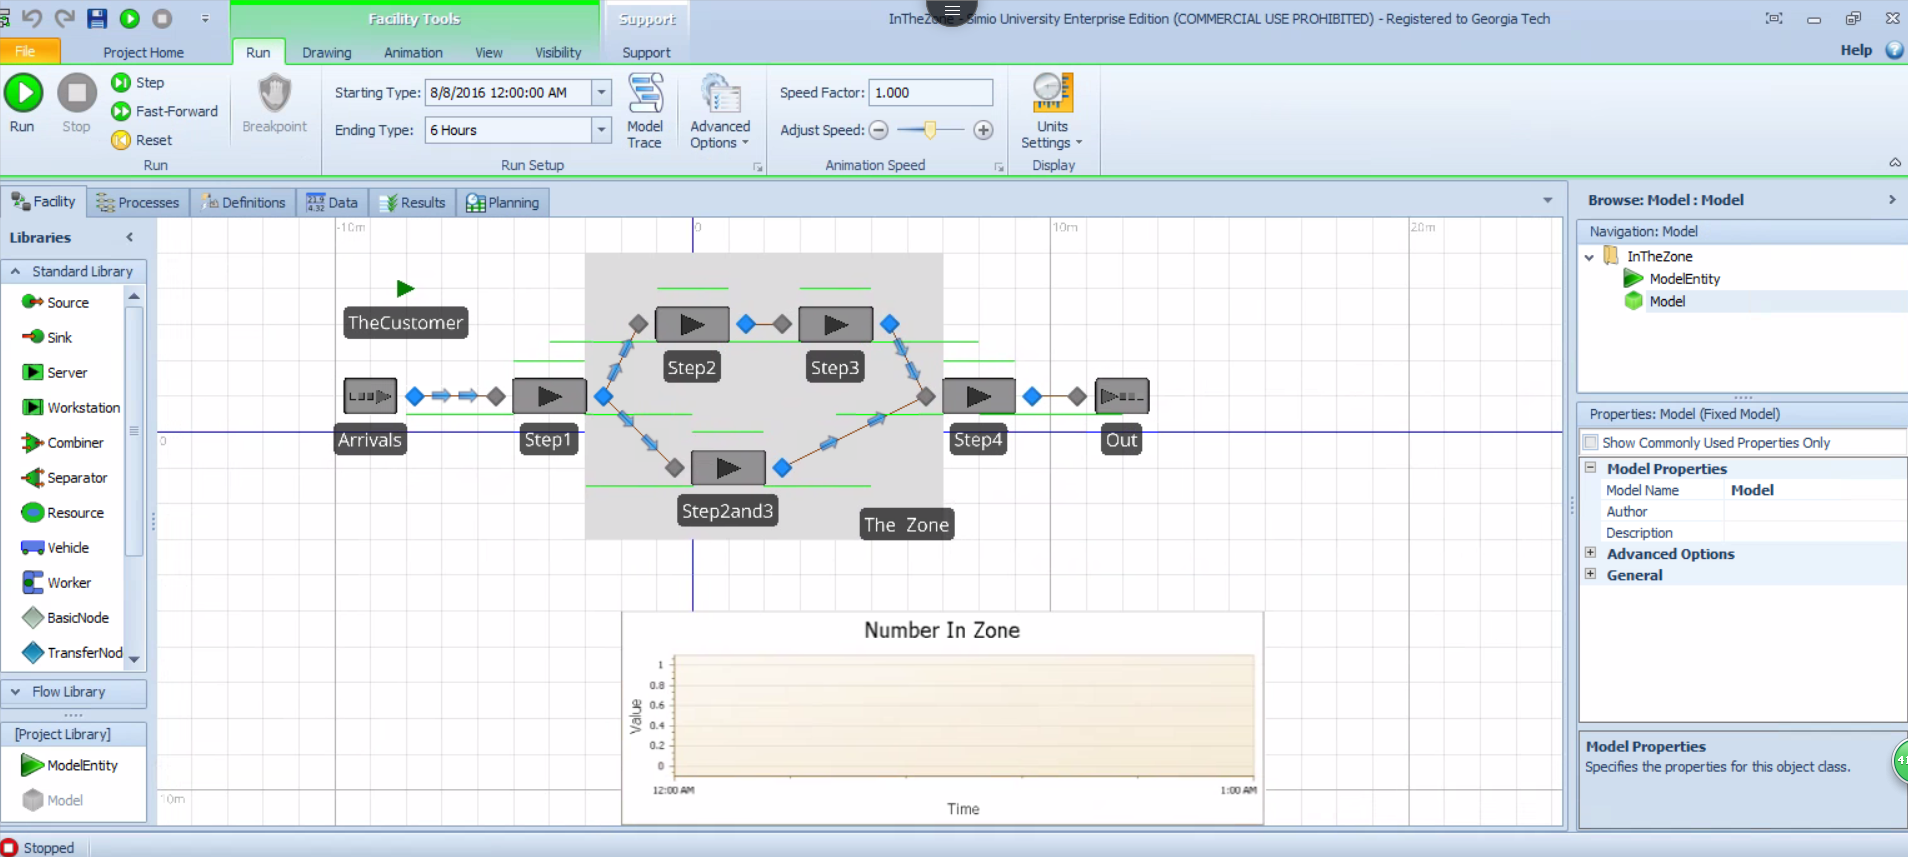 Facility Tools
Support
InTheZone - Simio University Enterprise Edition (COMMERCIAL USE PROHIBITED) - Registered to Georgia Tech
File
Project Home
Run
Drawing
Animation
View
Visibility
Support
Help
Run
Stop
Step
Fast-Forward
Reset
Run
Breakpoint
Starting Type: 8/8/2016 12:00:00 AM
Ending Type: 6 Hours
Run Setup
Model
Trace
Advanced
Options
Speed Factor: 1.000
Adjust Speed:
Animation Speed
Units
Settings
Display
Facility
Processes
Definitions
21.9
4.32
Data
Results
Planning
Libraries
Standard Library
Source
Sink
Server
Workstation
Combiner
Separator
Resource
Vehicle
Worker
BasicNode
TransferNod
Flow Library
[Project Library]
ModelEntity
Model
-10m
0
10m
20m
0
10m
TheCustomer
Arrivals
Step1
Step2
Step3
Step2and3
The Zone
Step4
Out
Number In Zone
Value
1
0.8
0.6
0.4
0.2
0
12:00 AM
1:00 AM
Time
Browse: Model : Model
Navigation: Model
InTheZone
ModelEntity
Model
Properties: Model (Fixed Model)
Show Commonly Used Properties Only
Model Properties
Model Name Model
Author
Description
Advanced Options
General
Model Properties
Specifies the properties for this object class.
Stopped